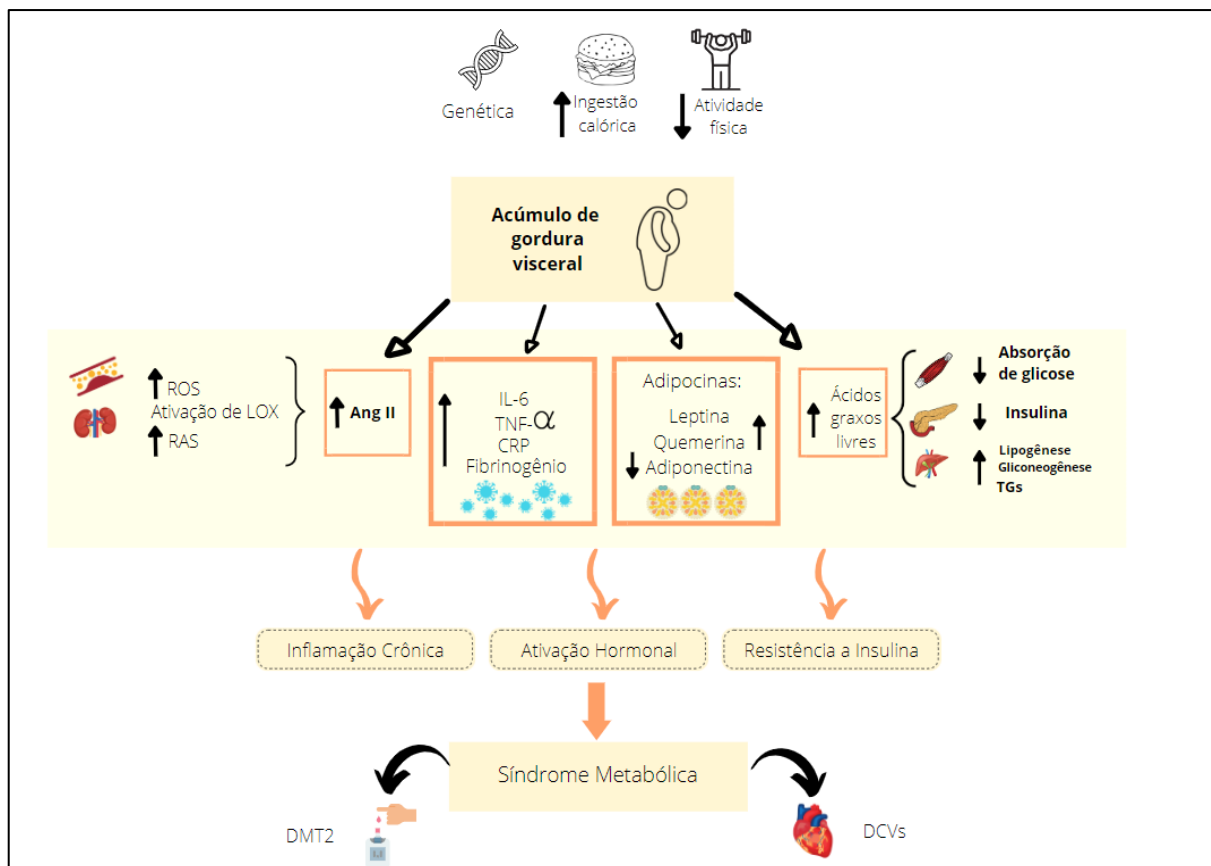 Genética
Ingestão
calórica
Atividade
física
Acúmulo de
gordura
visceral
ROS
Ativação de LOX
RAS
Ang II
IL-6
TNF-α
CRP
Fibrinogênio
Adipocinas:
Leptina
Quemerina
Adiponectina
Ácidos
graxos
livres
Absorção
de glicose
Insulina
Lipogênese
Gliconeogênese
TGs
Inflamação Crônica
Ativação Hormonal
Resistência a Insulina
Síndrome Metabólica
DMT2
DCVs